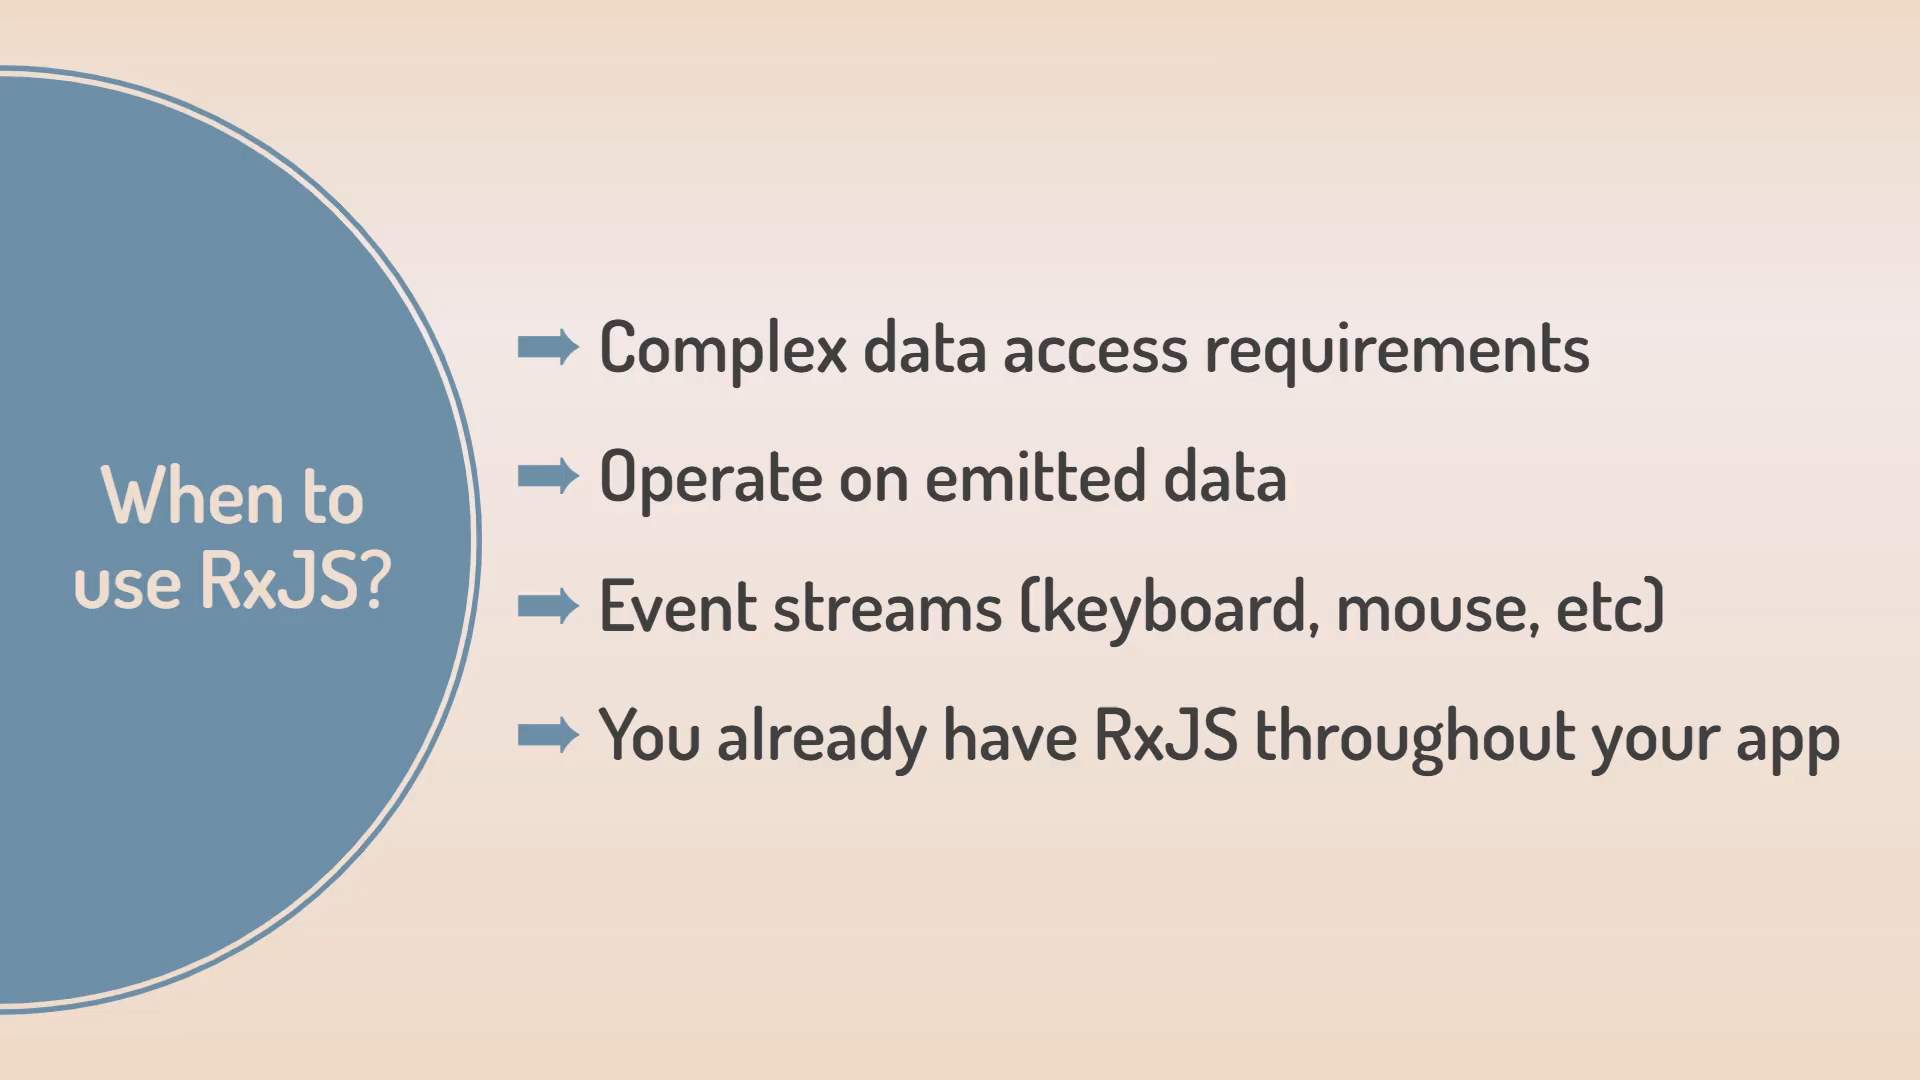 When to
use RxJS?
Complex data access requirements
Operate on emitted data
Event streams (keyboard, mouse, etc)
You already have RxJS throughout your app